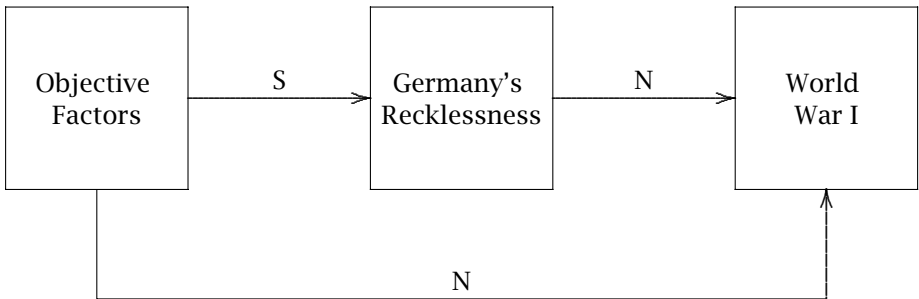 Objective
Factors
S
Germany's
Recklessness
N
World
War I
N